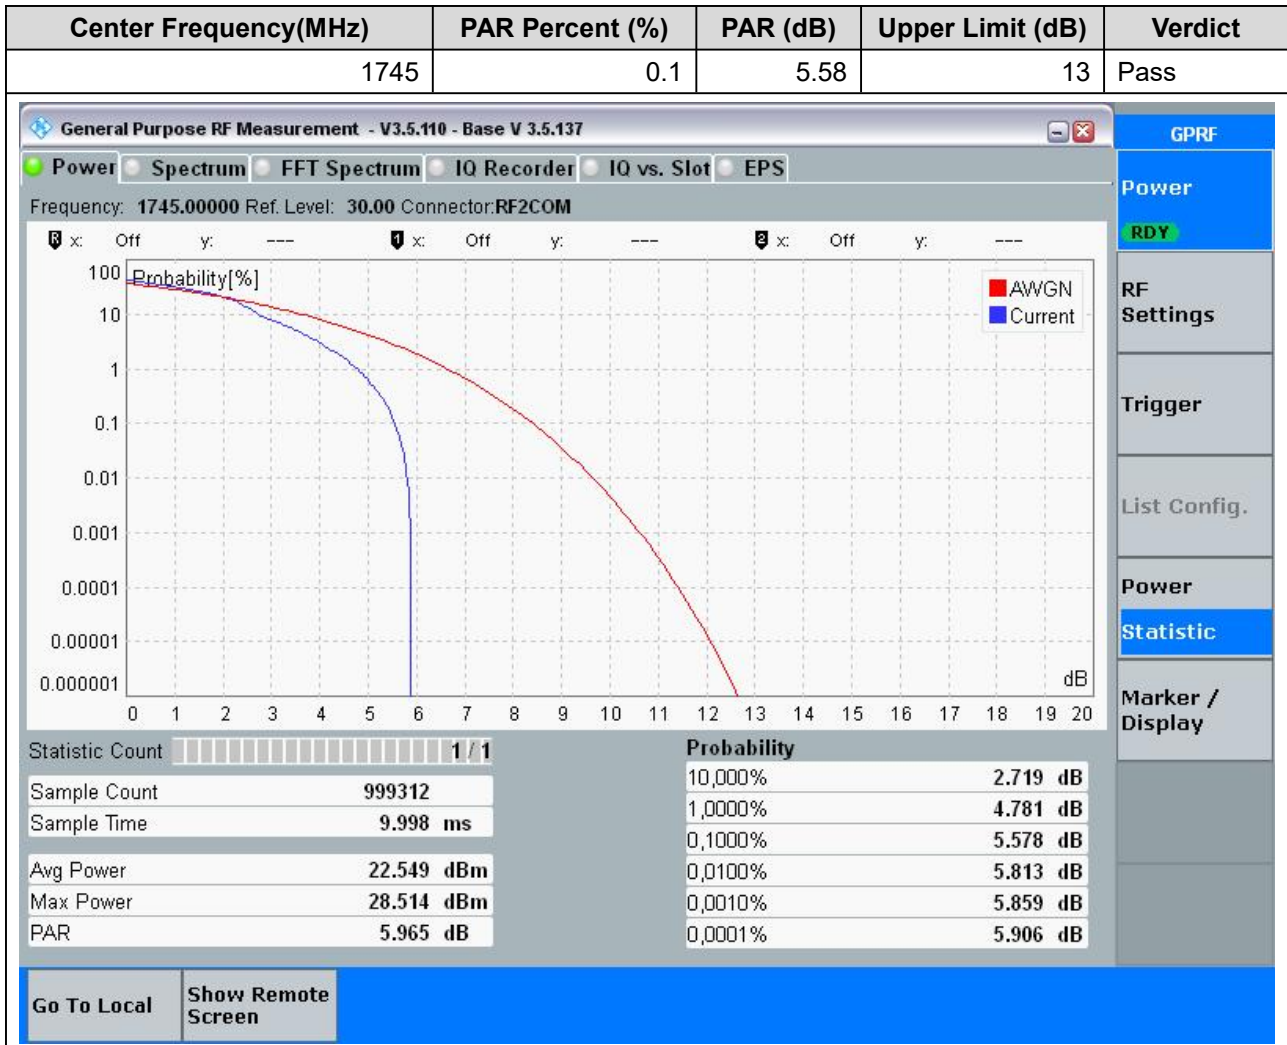 Center Frequency(MHz) PAR Percent (%) PAR (dB) Upper Limit (dB) Verdict
1745 0.1 5.58 13 Pass
General Purpose RF Measurement - V3.5.110 - Base V 3.5.137
Power Spectrum FFT Spectrum IQ Recorder IQ vs. Slot EPS
Frequency: 1745.00000 Ref. Level: 30.00 Connector:RF2COM
R x: Off y: --- 1 x: Off y: --- 2 x: Off y: ---
Probability[%]
AWGN
Current
100
10
1
0.1
0.01
0.001
0.0001
0.00001
0.000001
dB
0 1 2 3 4 5 6 7 8 9 10 11 12 13 14 15 16 17 18 19 20
Statistic Count 1 / 1
Sample Count 999312
Sample Time 9.998 ms
Avg Power 22.549 dBm
Max Power 28.514 dBm
PAR 5.965 dB
Probability
10,000% 2.719 dB
1,0000% 4.781 dB
0,1000% 5.578 dB
0,0100% 5.813 dB
0,0010% 5.859 dB
0,0001% 5.906 dB
GPRF
Power
RDY
RF
Settings
Trigger
List Config.
Power
Statistic
Marker /
Display
Go To Local
Show Remote
Screen